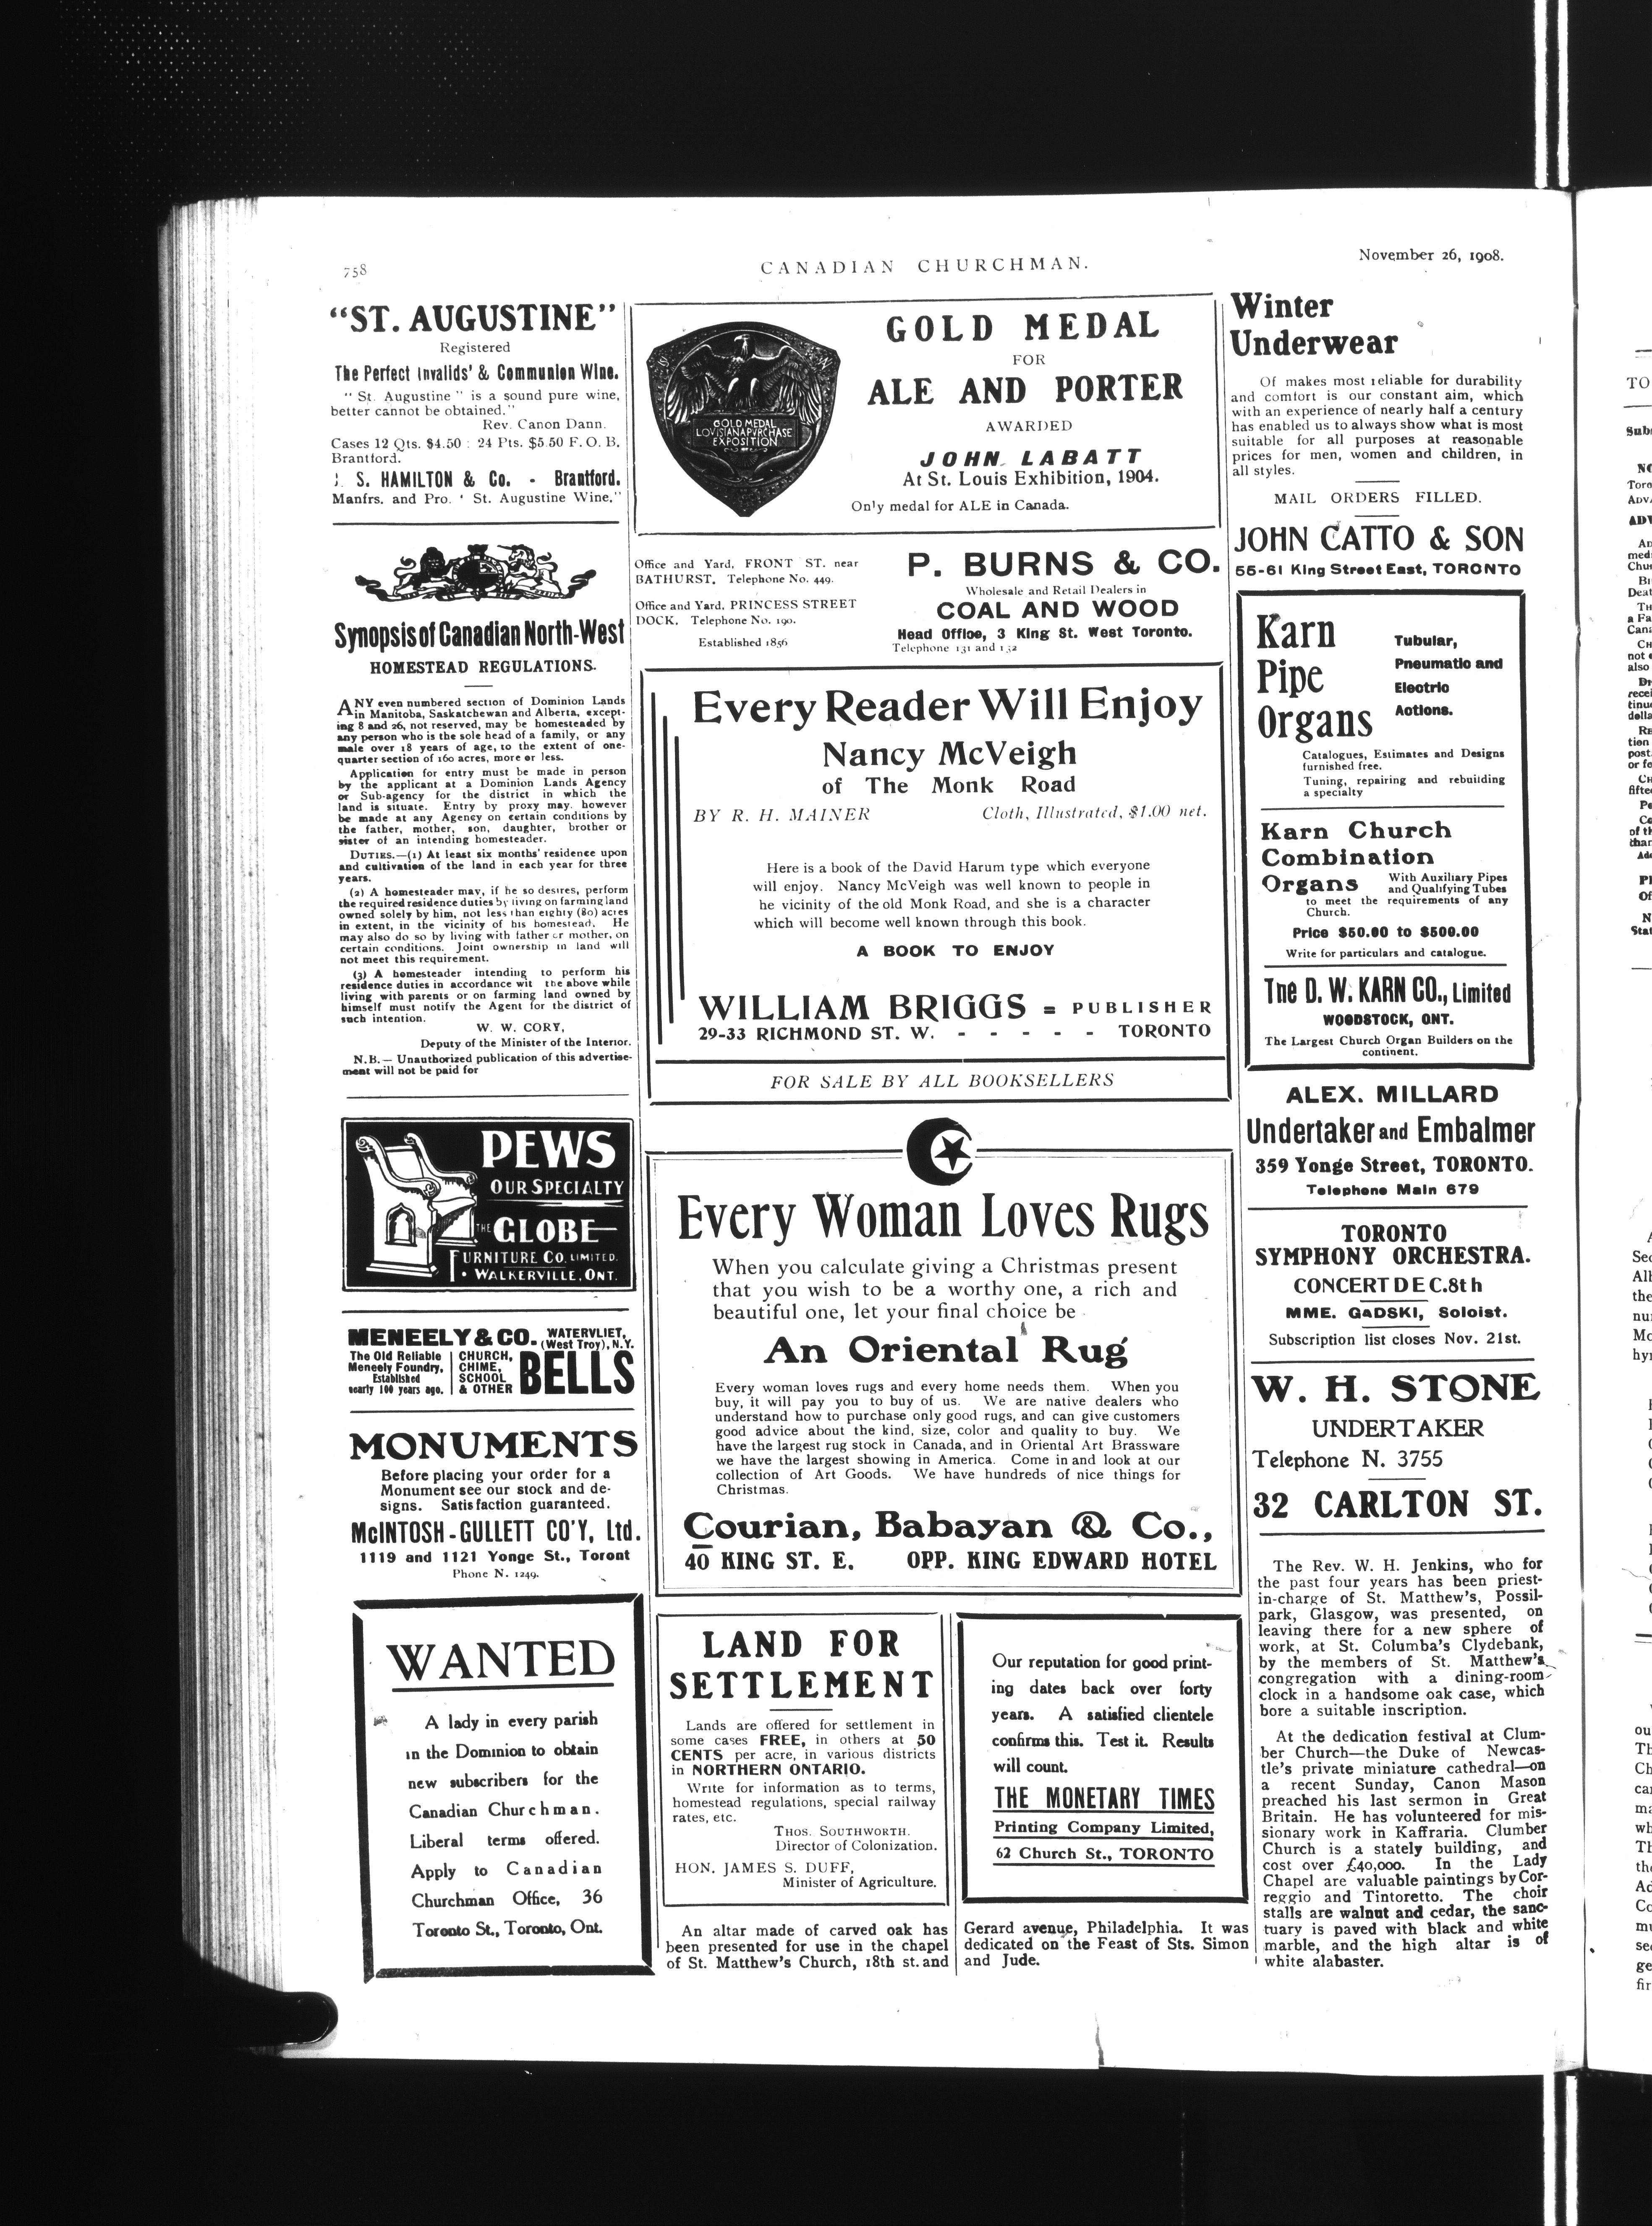 758
CANADIAN CHURCHMAN.
November 26, 1908.
"ST. AUGUSTINE"
Registered
The Perfect Invalids' & Communion Wine.
"St. Augustine" is a sound pure wine,
better cannot be obtained."
Rev. Canon Dann.
Cases 12 Qts. $4.50 : 24 Pts. $5.50 F. O. B.
Brantford.
S. HAMILTON & Co. - Brantford.
Manfrs. and Pro. ' St. Augustine Wine."
Synopsis of Canadian North-West
HOMESTEAD REGULATIONS.
ANY even numbered section of Dominion Lands
in Manitoba, Saskatchewan and Alberta, except-
ing 8 and 26, not reserved, may be homesteaded by
any person who is the sole head of a family, or any
male over 18 years of age, to the extent of one-
quarter section of 160 acres, more or less.
Application for entry must be made in person
by the applicant at a Dominion Lands Agency
or Sub-agency for the district in which the
land is situate. Entry by proxy may. however
be made at any Agency on certain conditions by
the father, mother, son, daughter, brother or
sister of an intending homesteader.
DUTIES.—(1) At least six months' residence upon
and cultivation of the land in each year for three
years.
(2) A homesteader may, if he so desires, perform
the required residence duties by living on farming land
owned solely by him, not less than eighty (80) acres
in extent, in the vicinity of his homestead. He
may also do so by living with father or mother, on
certain conditions. Joint ownership in land will
not meet this requirement.
(3) A homesteader intending to perform his
residence duties in accordance wit the above while
living with parents or on farming land owned by
himself must notify the Agent for the district of
such intention.
W. W. CORY,
Deputy of the Minister of the Interior.
N.B.—Unauthorized publication of this advertise-
ment will not be paid for
PEWS
OUR SPECIALTY
THE GLOBE
FURNITURE CO. LIMITED.
WALKERVILLE, ONT.
MENEELY & CO. WATERVLIET,
(West Troy), N.Y.
The Old Reliable
Meneely Foundry,
Established
nearly 100 years ago.
CHURCH,
CHIME,
SCHOOL
& OTHER
BELLS
MONUMENTS
Before placing your order for a
Monument see our stock and de-
signs. Satisfaction guaranteed.
McINTOSH-GULLETT CO'Y, Ltd.
1119 and 1121 Yonge St., Toront
Phone N. 1249.
WANTED
A lady in every parish
in the Dominion to obtain
new subscribers for the
Canadian Churchman.
Liberal terms offered.
Apply to Canadian
Churchman Office, 36
Toronto St., Toronto, Ont.
GOLD MEDAL
LOVISIANA PVRCHASE
EXPOSITION
GOLD MEDAL
FOR
ALE AND PORTER
AWARDED
JOHN LABATT
At St. Louis Exhibition, 1904.
Only medal for ALE in Canada.
Office and Yard, FRONT ST. near
BATHURST. Telephone No. 449.
Office and Yard, PRINCESS STREET
DOCK. Telephone No. 190.
Established 1856
P. BURNS & CO.
Wholesale and Retail Dealers in
COAL AND WOOD
Head Office, 3 King St. West Toronto.
Telephone 131 and 132
Every Reader Will Enjoy
Nancy McVeigh
of The Monk Road
BY R. H. MAINER
Cloth, Illustrated, $1.00 net.
Here is a book of the David Harum type which everyone
will enjoy. Nancy McVeigh was well known to people in
he vicinity of the old Monk Road, and she is a character
which will become well known through this book.
A BOOK TO ENJOY
WILLIAM BRIGGS = PUBLISHER
29-33 RICHMOND ST. W. - - - - - TORONTO
FOR SALE BY ALL BOOKSELLERS
Every Woman Loves Rugs
When you calculate giving a Christmas present
that you wish to be a worthy one, a rich and
beautiful one, let your final choice be
An Oriental Rug
Every woman loves rugs and every home needs them. When you
buy, it will pay you to buy of us. We are native dealers who
understand how to purchase only good rugs, and can give customers
good advice about the kind, size, color and quality to buy. We
have the largest rug stock in Canada, and in Oriental Art Brassware
we have the largest showing in America. Come in and look at our
collection of Art Goods. We have hundreds of nice things for
Christmas.
Courian, Babayan & Co.,
40 KING ST. E. OPP. KING EDWARD HOTEL
LAND FOR
SETTLEMENT
Lands are offered for settlement in
some cases FREE, in others at 50
CENTS per acre, in various districts
in NORTHERN ONTARIO.
Write for information as to terms,
homestead regulations, special railway
rates, etc.
THOS. SOUTHWORTH.
Director of Colonization.
HON. JAMES S. DUFF,
Minister of Agriculture.
An altar made of carved oak has
been presented for use in the chapel
of St. Matthew's Church, 18th st. and
Our reputation for good print-
ing dates back over forty
years. A satisfied clientele
confirms this. Test it. Results
will count.
THE MONETARY TIMES
Printing Company Limited,
62 Church St., TORONTO
Gerard avenue, Philadelphia. It was
dedicated on the Feast of Sts. Simon
and Jude.
Winter
Underwear
Of makes most reliable for durability
and comfort is our constant aim, which
with an experience of nearly half a century
has enabled us to always show what is most
suitable for all purposes at reasonable
prices for men, women and children, in
all styles.
MAIL ORDERS FILLED.
JOHN CATTO & SON
55-61 King Street East, TORONTO
Karn
Pipe
Organs
Tubular,
Pneumatic and
Electric
Actions.
Catalogues, Estimates and Designs
furnished free.
Tuning, repairing and rebuilding
a specialty
Karn Church
Combination
Organs
With Auxiliary Pipes
and Qualifying Tubes
to meet the requirements of any
Church.
Price $50.00 to $500.00
Write for particulars and catalogue.
The D. W. KARN CO., Limited
WOODSTOCK, ONT.
The Largest Church Organ Builders on the
continent.
ALEX. MILLARD
Undertaker and Embalmer
359 Yonge Street, TORONTO.
Telephone Main 679
TORONTO
SYMPHONY ORCHESTRA.
CONCERT DEC. 8th
MME. GADSKI, Soloist.
Subscription list closes Nov. 21st.
W. H. STONE
UNDERTAKER
Telephone N. 3755
32 CARLTON ST.
The Rev. W. H. Jenkins, who for
the past four years has been priest-
in-charge of St. Matthew's, Possil-
park, Glasgow, was presented, on
leaving there for a new sphere of
work, at St. Columba's Clydebank,
by the members of St. Matthew's
congregation with a dining-room
clock in a handsome oak case, which
bore a suitable inscription.
At the dedication festival at Clum-
ber Church—the Duke of Newcas-
tle's private miniature cathedral—on
a recent Sunday, Canon Mason
preached his last sermon in Great
Britain. He has volunteered for mis-
sionary work in Kaffraria. Clumber
Church is a stately building, and
cost over £40,000. In the Lady
Chapel are valuable paintings by Cor-
reggio and Tintoretto. The choir
stalls are walnut and cedar, the sanc-
tuary is paved with black and white
marble, and the high altar is of
white alabaster.